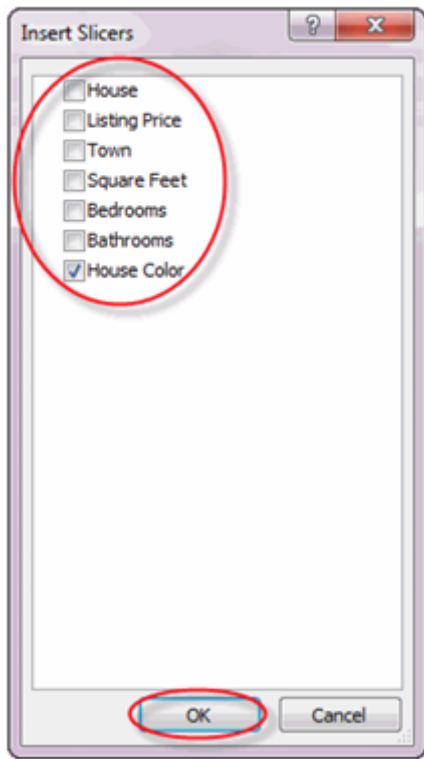 Insert Slicers
House
Listing Price
Town
Square Feet
Bedrooms
Bathrooms
House Color
OK Cancel